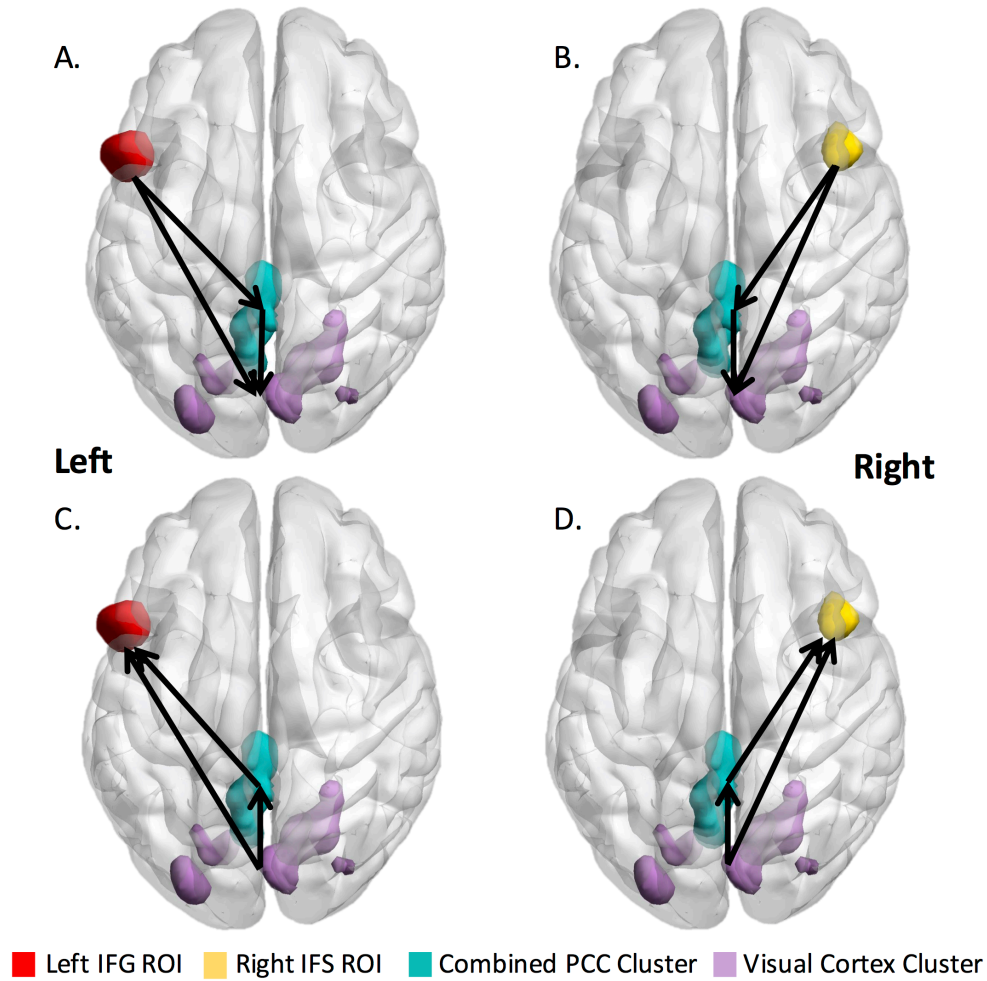 A.
B.
Left
Right
C.
D.
Left IFG ROI
Right IFS ROI
Combined PCC Cluster
Visual Cortex Cluster